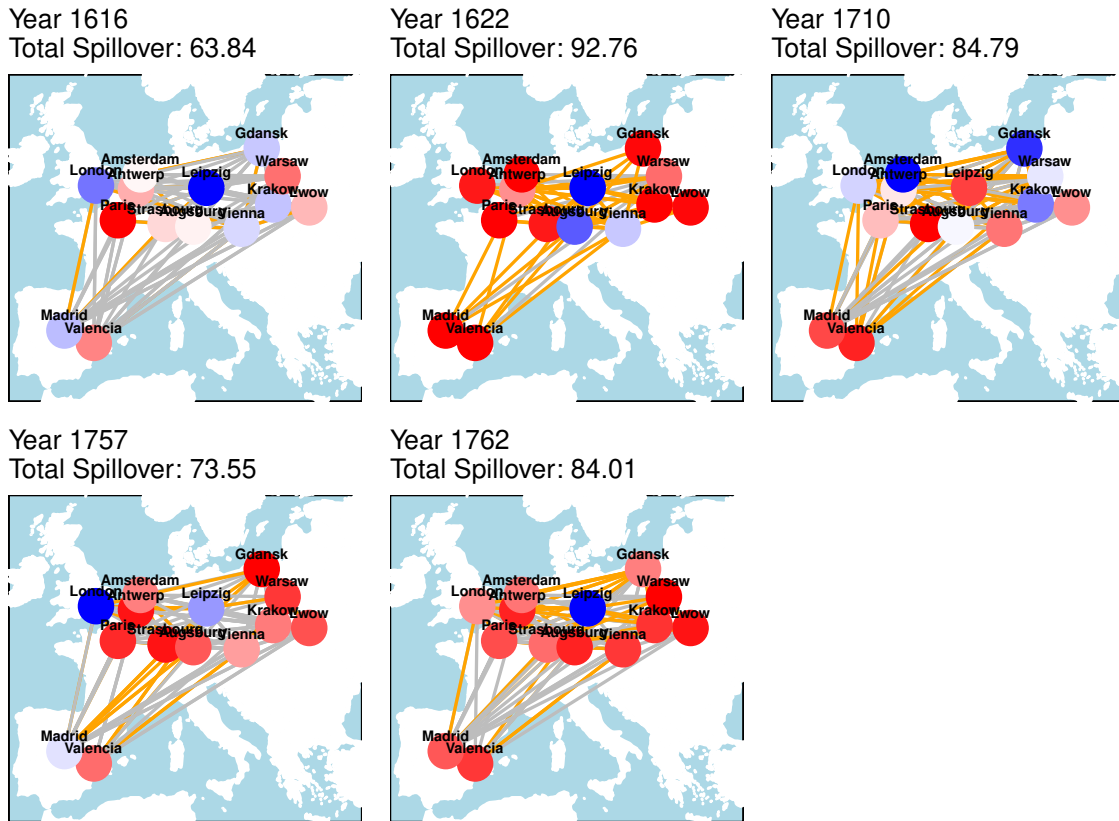 Year 1616
Total Spillover: 63.84
Gdansk
Amsterdam
Warsaw
London
Antwerp
Leipzig
Krakow
Lwow
Paris
Strasbourg
Augsburg
Vienna
Madrid
Valencia
Year 1622
Total Spillover: 92.76
Gdansk
Amsterdam
Warsaw
London
Antwerp
Leipzig
Krakow
Lwow
Paris
Strasbourg
Augsburg
Vienna
Madrid
Valencia
Year 1710
Total Spillover: 84.79
Gdansk
Amsterdam
Warsaw
London
Antwerp
Leipzig
Krakow
Lwow
Paris
Strasbourg
Augsburg
Vienna
Madrid
Valencia
Year 1757
Total Spillover: 73.55
Gdansk
Amsterdam
Warsaw
London
Antwerp
Leipzig
Krakow
Lwow
Paris
Strasbourg
Augsburg
Vienna
Madrid
Valencia
Year 1762
Total Spillover: 84.01
Gdansk
Amsterdam
Warsaw
London
Antwerp
Leipzig
Krakow
Lwow
Paris
Strasbourg
Augsburg
Vienna
Madrid
Valencia